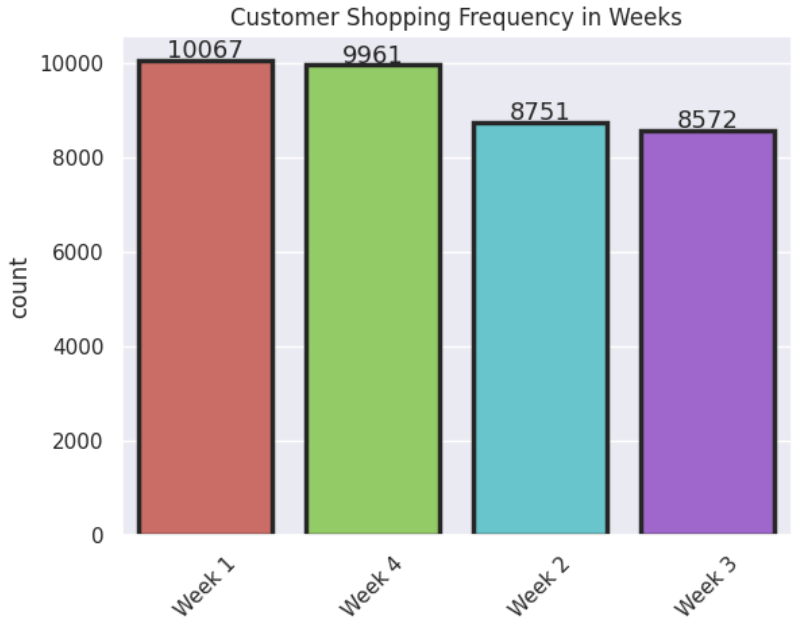 Customer Shopping Frequency in Weeks
10067
9961
8751
8572
10000
8000
6000
4000
2000
0
count
Week 1
Week 4
Week 2
Week 3